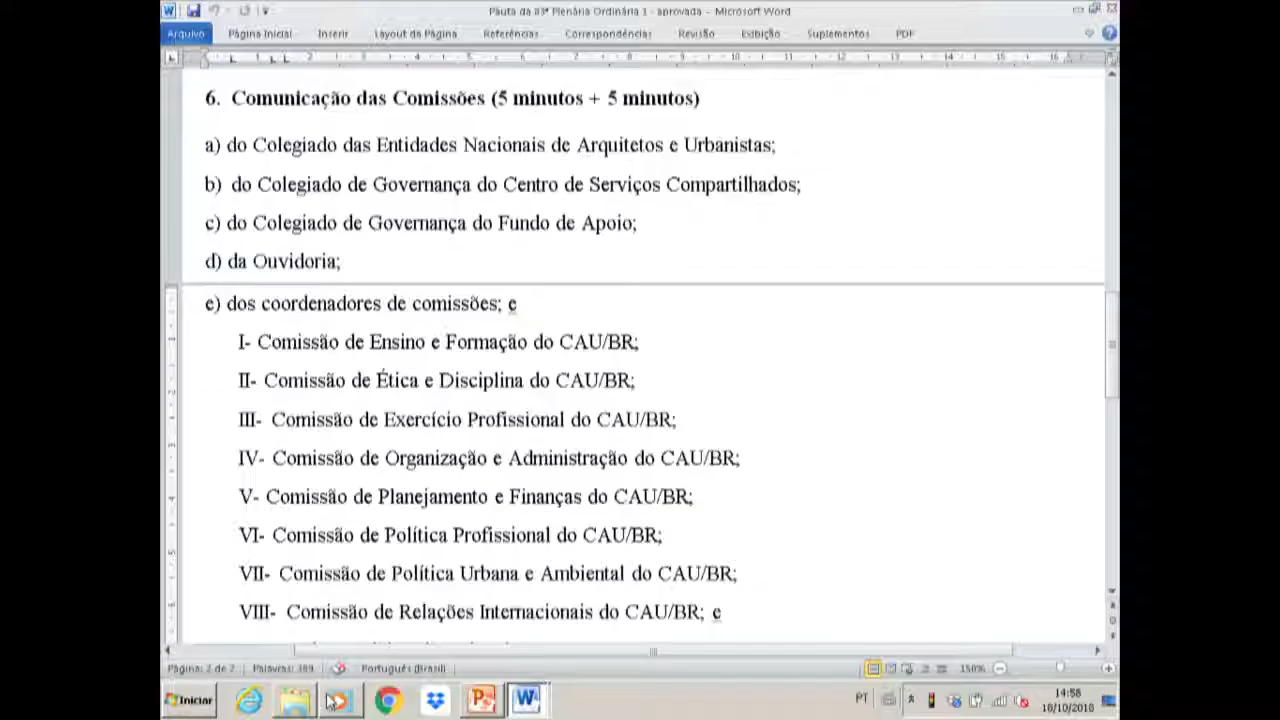 Pauta da 83ª Plenária Ordinária 1 - aprovada - Microsoft Word
Arquivo Página Inicial Inserir Layout da Página Referências Correspondências Revisão Exibição Suplementos PDF
6. Comunicação das Comissões (5 minutos + 5 minutos)
a) do Colegiado das Entidades Nacionais de Arquitetos e Urbanistas;
b) do Colegiado de Governança do Centro de Serviços Compartilhados;
c) do Colegiado de Governança do Fundo de Apoio;
d) da Ouvidoria;
e) dos coordenadores de comissões; e
I- Comissão de Ensino e Formação do CAU/BR;
II- Comissão de Ética e Disciplina do CAU/BR;
III- Comissão de Exercício Profissional do CAU/BR;
IV- Comissão de Organização e Administração do CAU/BR;
V- Comissão de Planejamento e Finanças do CAU/BR;
VI- Comissão de Política Profissional do CAU/BR;
VII- Comissão de Política Urbana e Ambiental do CAU/BR;
VIII- Comissão de Relações Internacionais do CAU/BR; e
Página: 2 de 2 Palavras: 389 Português (Brasil) 150%
Iniciar PT 14:58
18/10/2018